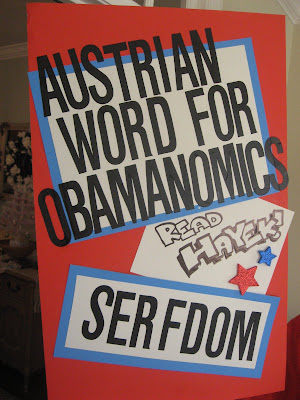 AUSTRIAN
WORD FOR
OBAMANOMICS
READ
HAYEK!
SERFDOM